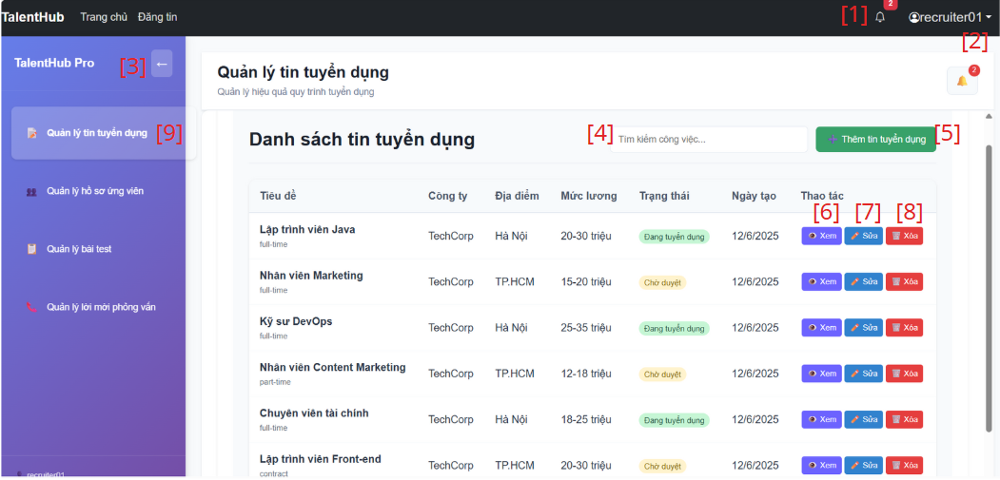 TalentHub Trang chủ Đăng tin [1] 2 recruiter01
[2]
TalentHub Pro [3] ←
Quản lý tin tuyển dụng
Quản lý hiệu quả quy trình tuyển dụng
2
Quản lý tin tuyển dụng [9]
Quản lý hồ sơ ứng viên
Quản lý bài test
Quản lý lời mời phỏng vấn
recruiter01
Danh sách tin tuyển dụng [4] Tìm kiếm công việc... Thêm tin tuyển dụng [5]
Tiêu đề Công ty Địa điểm Mức lương Trạng thái Ngày tạo Thao tác
[6] [7] [8]
Lập trình viên Java TechCorp Hà Nội 20-30 triệu Đang tuyển dụng 12/6/2025 Xem Sửa Xóa
full-time
Nhân viên Marketing TechCorp TP.HCM 15-20 triệu Chờ duyệt 12/6/2025 Xem Sửa Xóa
full-time
Kỹ sư DevOps TechCorp Hà Nội 25-35 triệu Đang tuyển dụng 12/6/2025 Xem Sửa Xóa
full-time
Nhân viên Content Marketing TechCorp TP.HCM 12-18 triệu Chờ duyệt 12/6/2025 Xem Sửa Xóa
part-time
Chuyên viên tài chính TechCorp Hà Nội 18-25 triệu Đang tuyển dụng 12/6/2025 Xem Sửa Xóa
full-time
Lập trình viên Front-end TechCorp TP.HCM 20-30 triệu Chờ duyệt 12/6/2025 Xem Sửa Xóa
contract